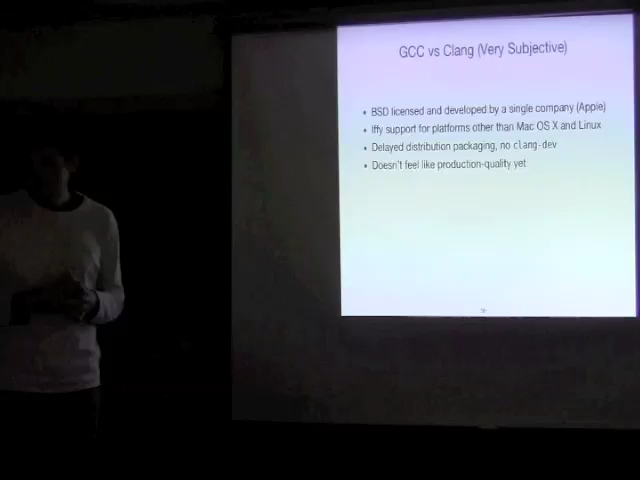 GCC vs Clang (Very Subjective)
• BSD licensed and developed by a single company (Apple)
• Iffy support for platforms other than Mac OS X and Linux
• Delayed distribution packaging, no clang-dev
• Doesn't feel like production-quality yet